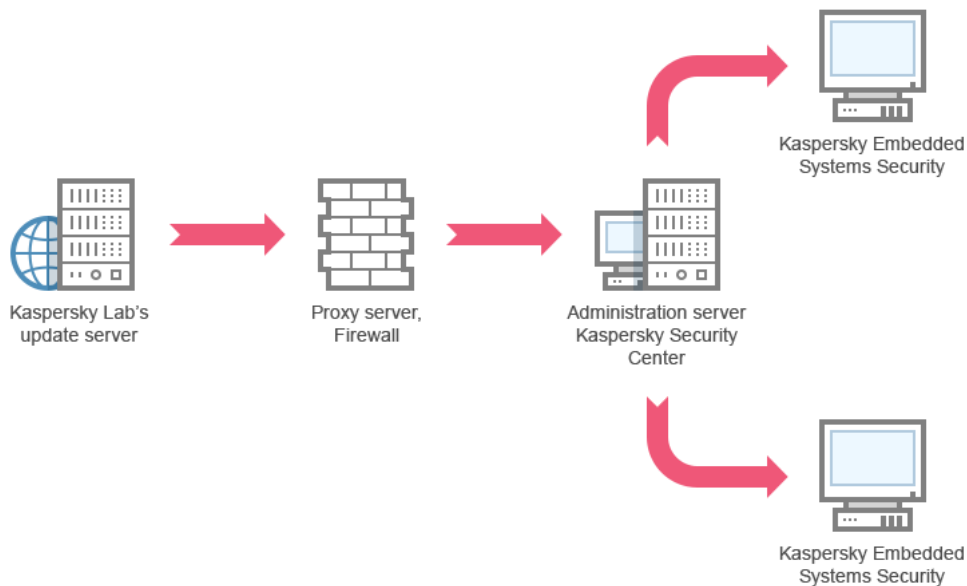 Kaspersky Embedded
Systems Security
Kaspersky Lab's
update server
Proxy server,
Firewall
Administration server
Kaspersky Security
Center
Kaspersky Embedded
Systems Security